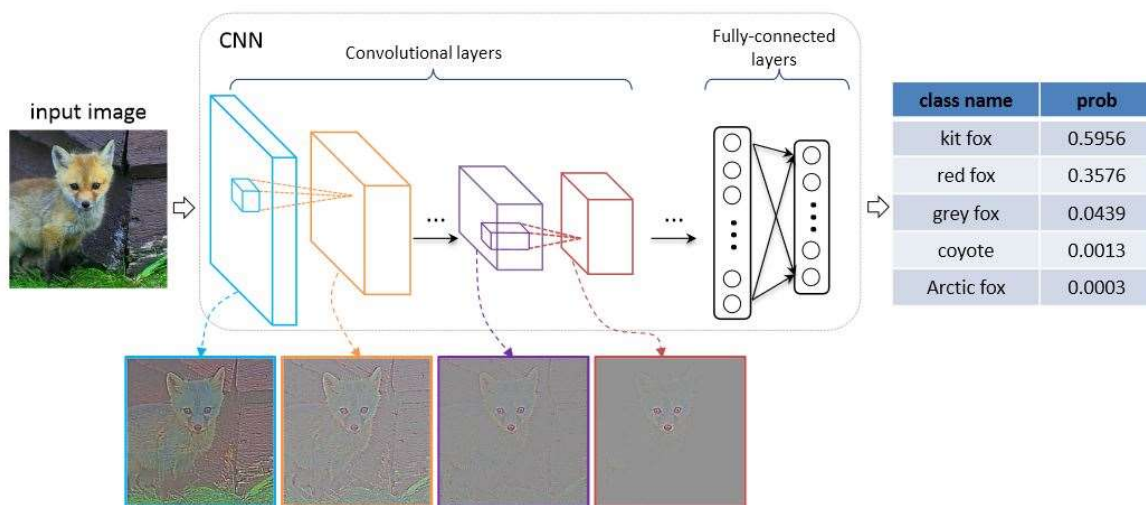 CNN
Convolutional layers
Fully-connected
layers
input image
...
...
class name prob
kit fox 0.5956
red fox 0.3576
grey fox 0.0439
coyote 0.0013
Arctic fox 0.0003